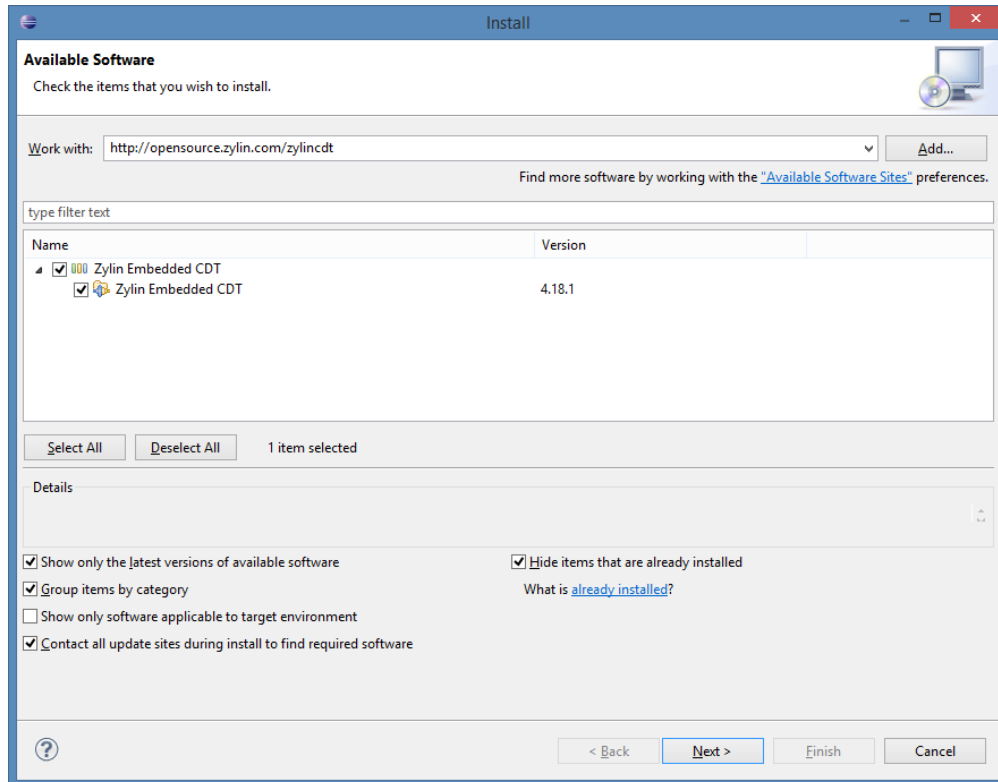 Install
Available Software
Check the items that you wish to install.
Work with: http://opensource.zylin.com/zylincdt Add...
Find more software by working with the "Available Software Sites" preferences.
type filter text
Name Version
Zylin Embedded CDT
Zylin Embedded CDT 4.18.1
Select All Deselect All 1 item selected
Details
Show only the latest versions of available software Hide items that are already installed
Group items by category What is already installed?
Show only software applicable to target environment
Contact all update sites during install to find required software
? < Back Next > Finish Cancel